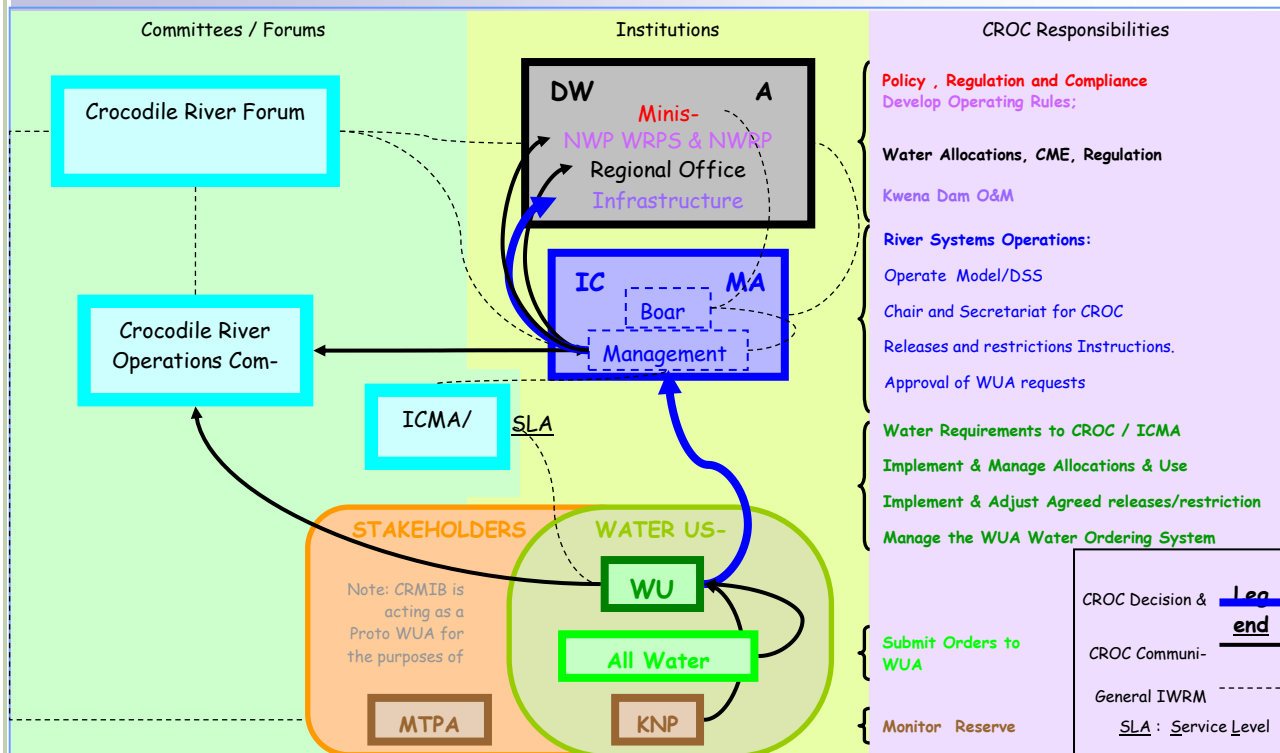 Committees / Forums
Institutions
CROC Responsibilities
Crocodile River Forum
DW A
Minis-
NWP WRPS & NWRP
Regional Office
Infrastructure
Policy , Regulation and Compliance
Develop Operating Rules;
Water Allocations, CME, Regulation
Kwena Dam O&M
IC MA
Boar
Management
River Systems Operations:
Operate Model/DSS
Chair and Secretariat for CROC
Releases and restrictions Instructions.
Approval of WUA requests
Crocodile River
Operations Com-
ICMA/
SLA
Water Requirements to CROC / ICMA
Implement & Manage Allocations & Use
Implement & Adjust Agreed releases/restriction
Manage the WUA Water Ordering System
STAKEHOLDERS
WATER US-
Note: CRMIB is
acting as a
Proto WUA for
the purposes of
WU
All Water
MTPA
KNP
Submit Orders to
WUA
Monitor Reserve
Leg
end
CROC Decision &
CROC Communi-
General IWRM
SLA : Service Level